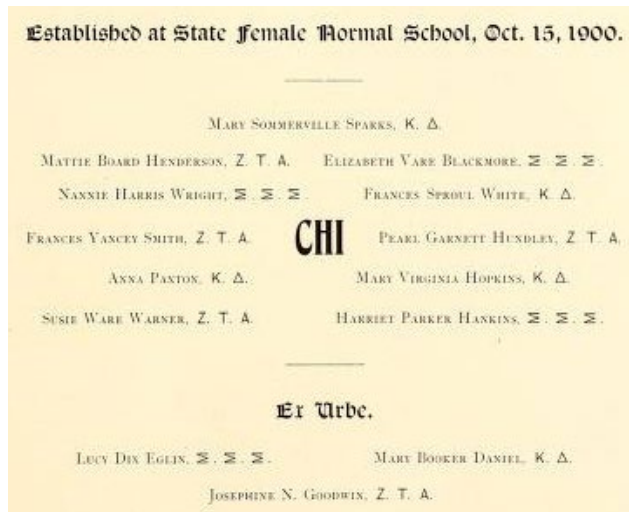 Established at State Female Normal School, Oct. 15, 1900.
Mary Sommerville Sparks, K. Δ.
Mattie Board Henderson, Z. T. A. Elizabeth Vare Blackmore, Σ. Σ. Σ.
Nannie Harris Wright, Σ. Σ. Σ. Frances Sproul White, K. Δ.
Frances Yancey Smith, Z. T. A. CHI Pearl Garnett Hundley, Z. T. A.
Anna Paxton, K. Δ. Mary Virginia Hopkins, K. Δ.
Susie Ware Warner, Z. T. A. Harriet Parker Hankins, Σ. Σ. Σ.
Ex Urbe.
Lucy Dix Eglin, Σ. Σ. Σ. Mary Booker Daniel, K. Δ.
Josephine N. Goodwin, Z. T. A.